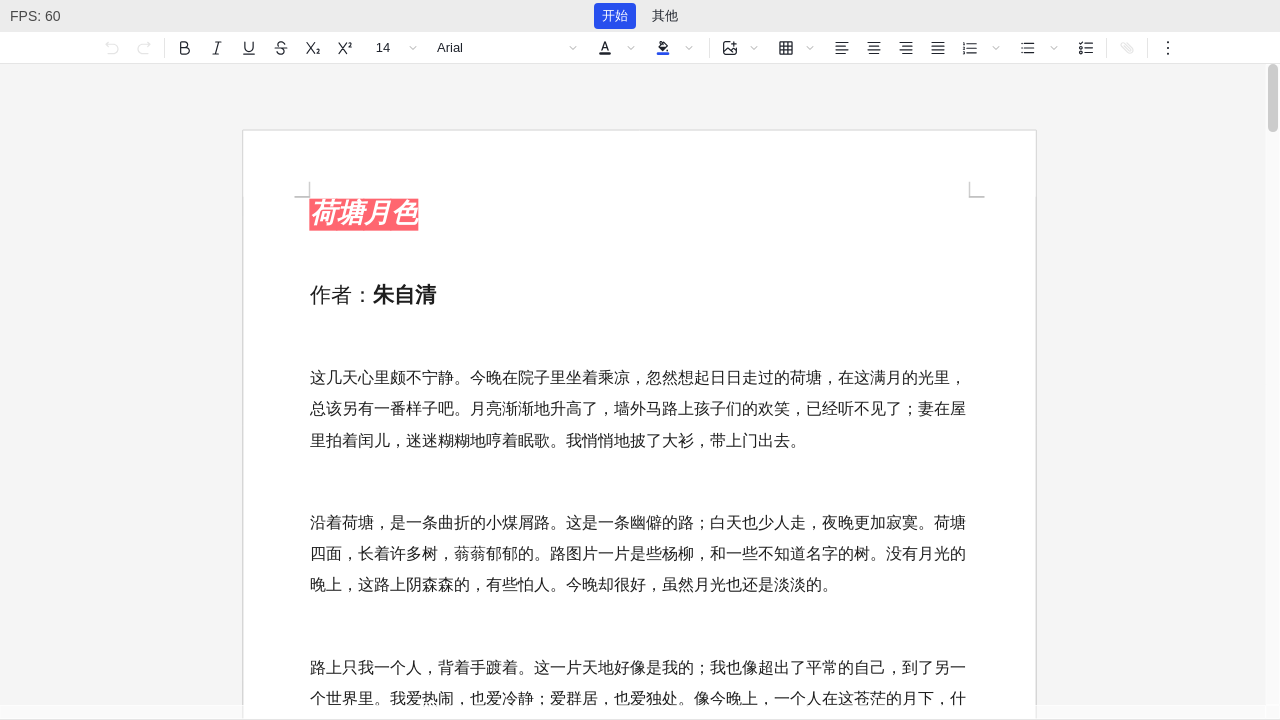 FPS: 60
开始
其他
14
Arial
荷塘月色
作者：朱自清
这几天心里颇不宁静。今晚在院子里坐着乘凉，忽然想起日日走过的荷塘，在这满月的光里，
总该另有一番样子吧。月亮渐渐地升高了，墙外马路上孩子们的欢笑，已经听不见了；妻在屋
里拍着闰儿，迷迷糊糊地哼着眠歌。我悄悄地披了大衫，带上门出去。
沿着荷塘，是一条曲折的小煤屑路。这是一条幽僻的路；白天也少人走，夜晚更加寂寞。荷塘
四面，长着许多树，蓊蓊郁郁的。路图片一片是些杨柳，和一些不知道名字的树。没有月光的
晚上，这路上阴森森的，有些怕人。今晚却很好，虽然月光也还是淡淡的。
路上只我一个人，背着手踱着。这一片天地好像是我的；我也像超出了平常的自己，到了另一
个世界里。我爱热闹，也爱冷静；爱群居，也爱独处。像今晚上，一个人在这苍茫的月下，什